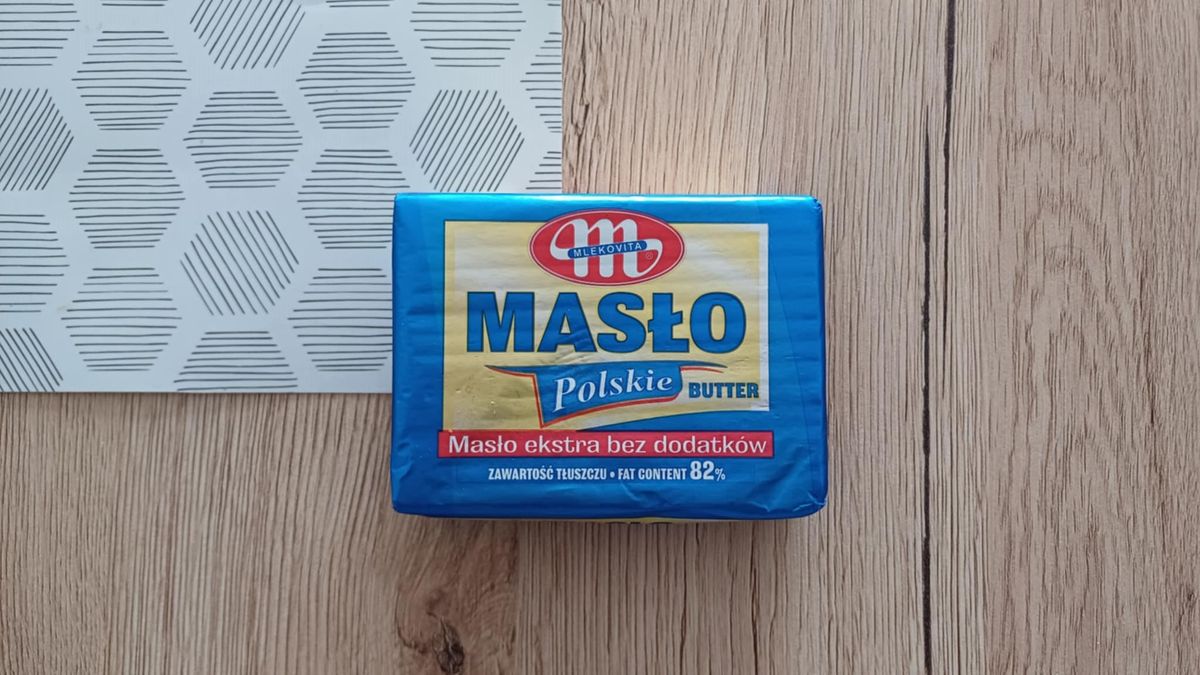 MLEKOVITA
MASŁO
Polskie BUTTER
Masło ekstra bez dodatków
ZAWARTOŚĆ TŁUSZCZU • FAT CONTENT 82%